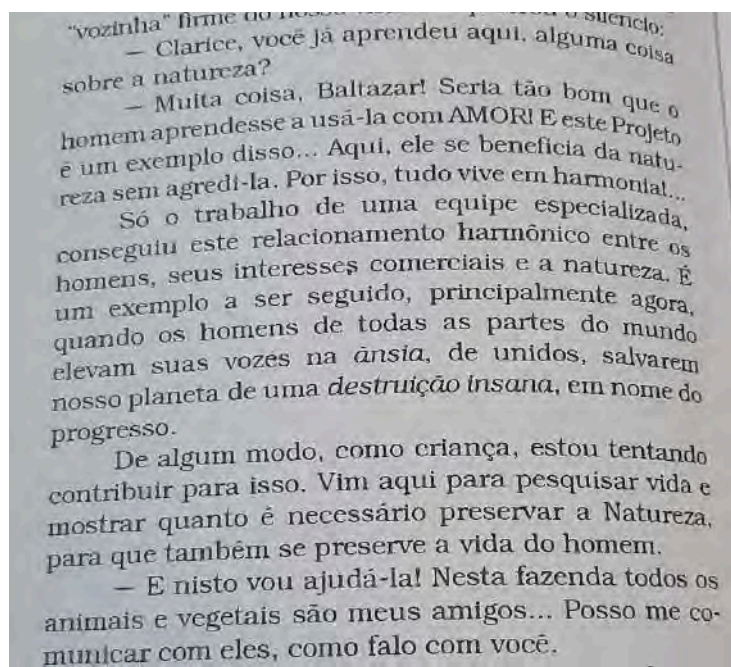 "vozinha" firme do nosso silêncio:
— Clarice, você já aprendeu aqui, alguma coisa
sobre a natureza?
— Muita coisa, Baltazar! Seria tão bom que o
homem aprendesse a usá-la com AMOR! E este Projeto
é um exemplo disso... Aqui, ele se beneficia da natu-
reza sem agredi-la. Por isso, tudo vive em harmonia!...
Só o trabalho de uma equipe especializada,
conseguiu este relacionamento harmônico entre os
homens, seus interesses comerciais e a natureza. É
um exemplo a ser seguido, principalmente agora,
quando os homens de todas as partes do mundo
elevam suas vozes na ânsia, de unidos, salvarem
nosso planeta de uma destruição insana, em nome do
progresso.
De algum modo, como criança, estou tentando
contribuir para isso. Vim aqui para pesquisar vida e
mostrar quanto é necessário preservar a Natureza,
para que também se preserve a vida do homem.
— E nisto vou ajudá-la! Nesta fazenda todos os
animais e vegetais são meus amigos... Posso me co-
municar com eles, como falo com você.